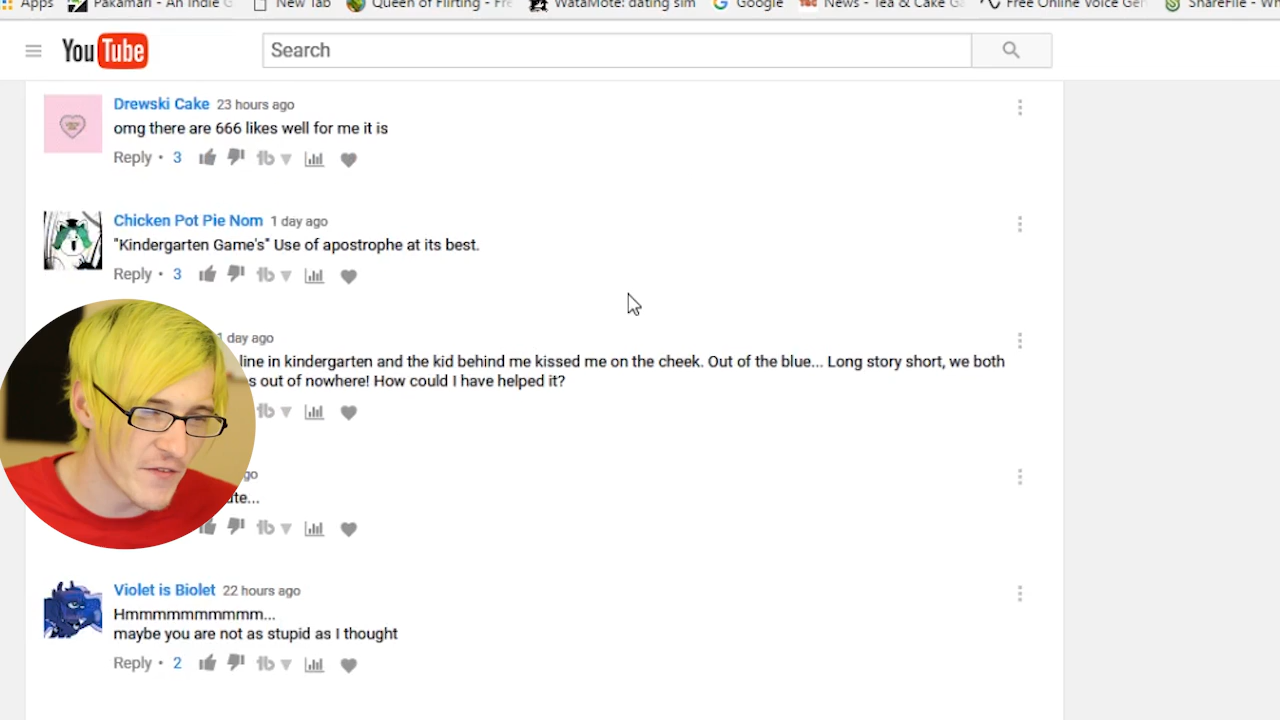 Apps Pakamari - An Indie G New Tab Queen of Flirting - Fre WataMote: dating sim Google News - Tea & Cake Ga Free Online Voice Gen ShareFile - Wh
YouTube Search
Drewski Cake 23 hours ago
omg there are 666 likes well for me it is
Reply • 3
Chicken Pot Pie Nom 1 day ago
"Kindergarten Game's" Use of apostrophe at its best.
Reply • 3
1 day ago
line in kindergarten and the kid behind me kissed me on the cheek. Out of the blue... Long story short, we both
s out of nowhere! How could I have helped it?
go
ate...
Violet is Biolet 22 hours ago
Hmmmmmmmmmm...
maybe you are not as stupid as I thought
Reply • 2